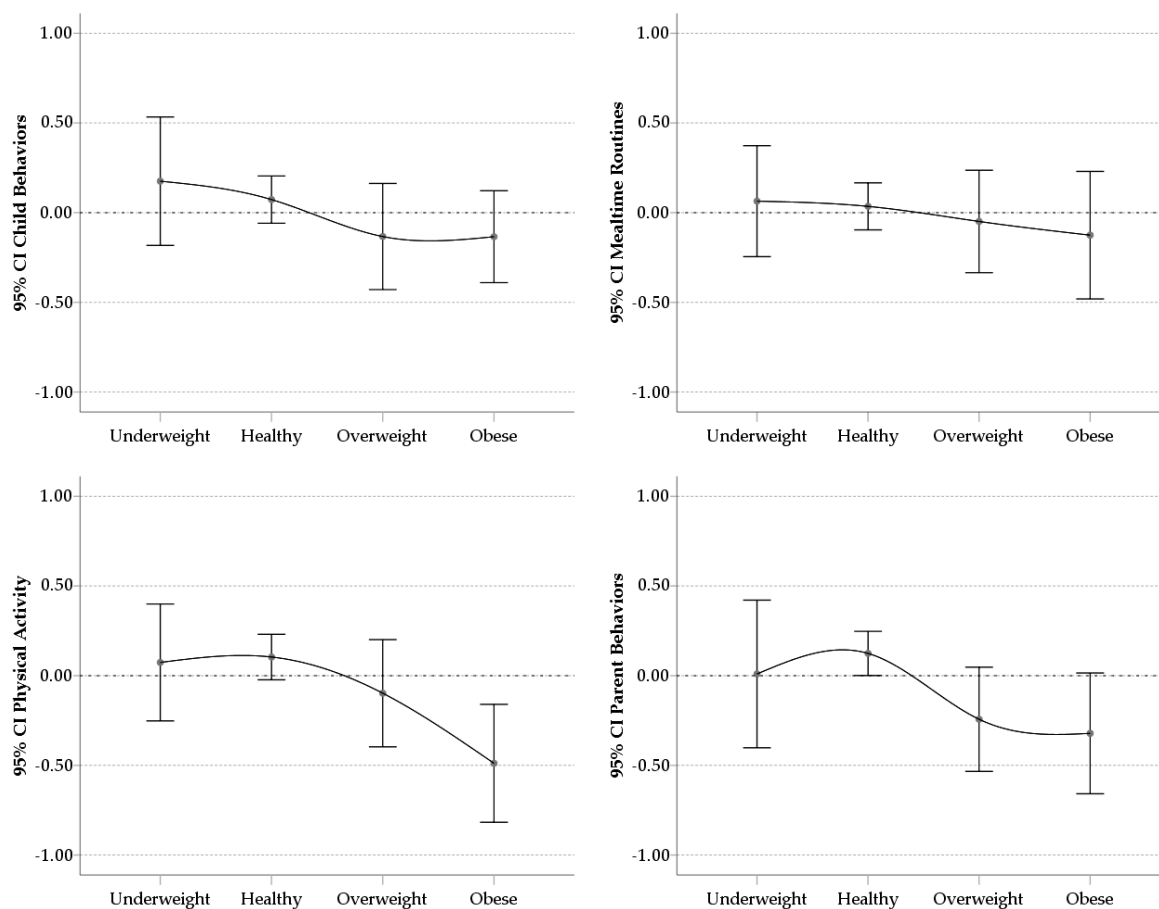 95% CI Child Behaviors
1.00
0.50
0.00
-0.50
-1.00
Underweight Healthy Overweight Obese
95% CI Mealtime Routines
1.00
0.50
0.00
-0.50
-1.00
Underweight Healthy Overweight Obese
95% CI Physical Activity
1.00
0.50
0.00
-0.50
-1.00
Underweight Healthy Overweight Obese
95% CI Parent Behaviors
1.00
0.50
0.00
-0.50
-1.00
Underweight Healthy Overweight Obese